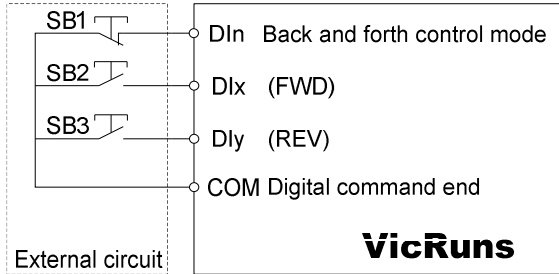 SB1 DIn Back and forth control mode
SB2 DIx (FWD)
SB3 DIy (REV)
COM Digital command end
External circuit VicRuns